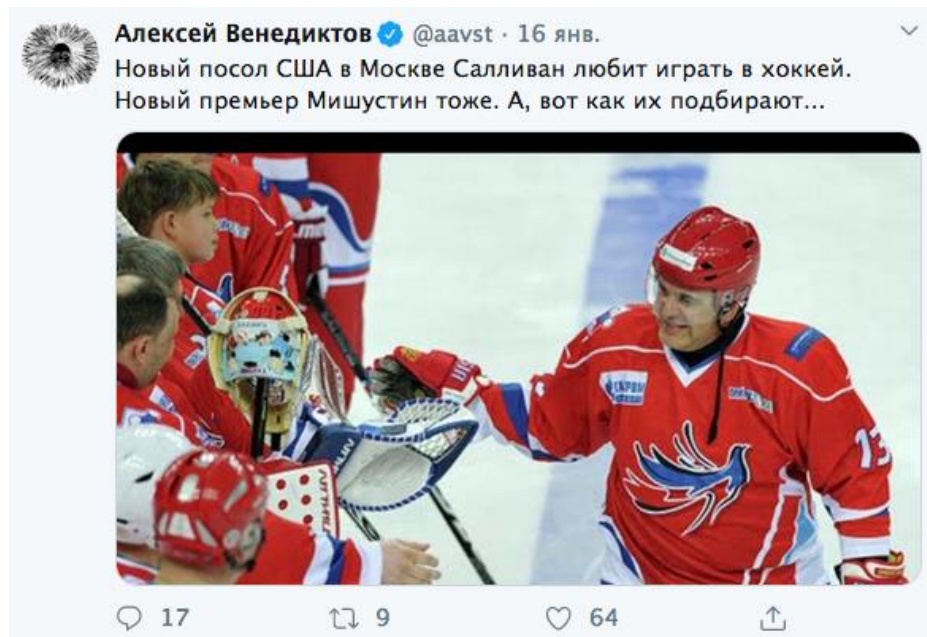 Алексей Венедиктов @aavst · 16 янв.
Новый посол США в Москве Салливан любит играть в хоккей.
Новый премьер Мишустин тоже. А, вот как их подбирают...
13
17 9 64